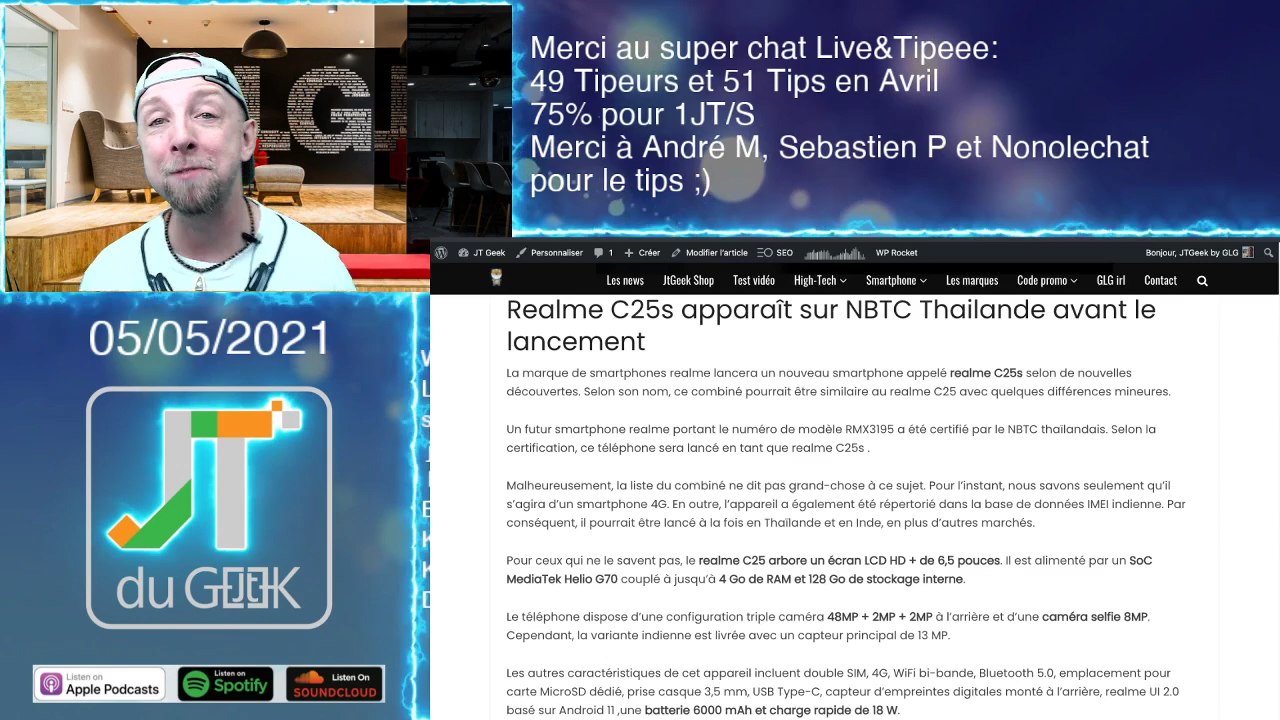 Merci au super chat Live&Tipeee:
49 Tipeurs et 51 Tips en Avril
75% pour 1JT/S
Merci à André M, Sebastien P et Nonolechat
pour le tips ;)
JT Geek Personnaliser 1 Créer Modifier l'article SEO WP Rocket Bonjour, JTGeek by GLG
Les news JtGeek Shop Test vidéo High-Tech Smartphone Les marques Code promo GLG irl Contact
05/05/2021
JT
du GEEK
Listen on
Apple Podcasts
Listen on
Spotify
Listen On
SOUNDCLOUD
Realme C25s apparaît sur NBTC Thailande avant le
lancement
La marque de smartphones realme lancera un nouveau smartphone appelé realme C25s selon de nouvelles
découvertes. Selon son nom, ce combiné pourrait être similaire au realme C25 avec quelques différences mineures.
Un futur smartphone realme portant le numéro de modèle RMX3195 a été certifié par le NBTC thaïlandais. Selon la
certification, ce téléphone sera lancé en tant que realme C25s .
Malheureusement, la liste du combiné ne dit pas grand-chose à ce sujet. Pour l'instant, nous savons seulement qu'il
s'agira d'un smartphone 4G. En outre, l'appareil a également été répertorié dans la base de données IMEI indienne. Par
conséquent, il pourrait être lancé à la fois en Thaïlande et en Inde, en plus d'autres marchés.
Pour ceux qui ne le savent pas, le realme C25 arbore un écran LCD HD + de 6,5 pouces. Il est alimenté par un SoC
MediaTek Helio G70 couplé à jusqu'à 4 Go de RAM et 128 Go de stockage interne.
Le téléphone dispose d'une configuration triple caméra 48MP + 2MP + 2MP à l'arrière et d'une caméra selfie 8MP.
Cependant, la variante indienne est livrée avec un capteur principal de 13 MP.
Les autres caractéristiques de cet appareil incluent double SIM, 4G, WiFi bi-bande, Bluetooth 5.0, emplacement pour
carte MicroSD dédié, prise casque 3,5 mm, USB Type-C, capteur d'empreintes digitales monté à l'arrière, realme UI 2.0
basé sur Android 11 ,une batterie 6000 mAh et charge rapide de 18 W.